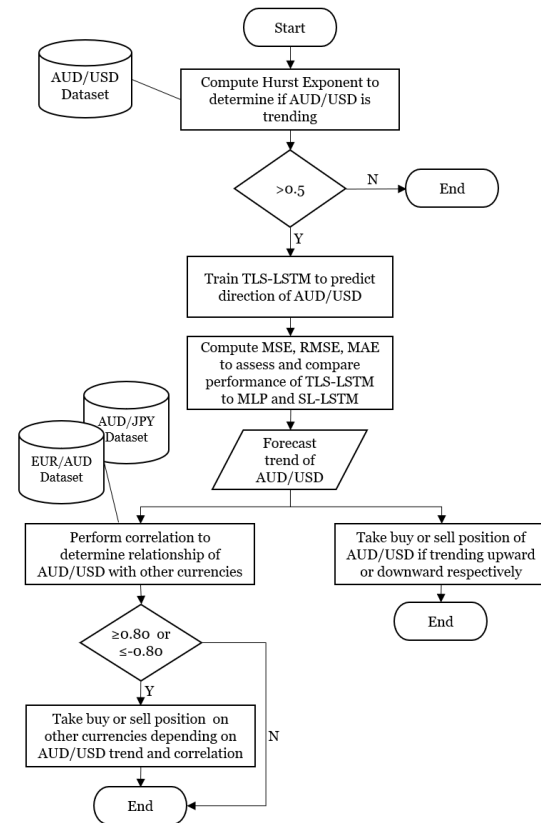 Start
AUD/USD
Dataset
Compute Hurst Exponent to
determine if AUD/USD is
trending
>0.5
N
End
Y
Train TLS-LSTM to predict
direction of AUD/USD
Compute MSE, RMSE, MAE
to assess and compare
performance of TLS-LSTM
to MLP and SL-LSTM
AUD/JPY
Dataset
EUR/AUD
Dataset
Forecast
trend of
AUD/USD
Perform correlation to
determine relationship of
AUD/USD with other currencies
Take buy or sell position of
AUD/USD if trending upward
or downward respectively
End
≥0.80 or
≤-0.80
Y
N
Take buy or sell position on
other currencies depending on
AUD/USD trend and correlation
End